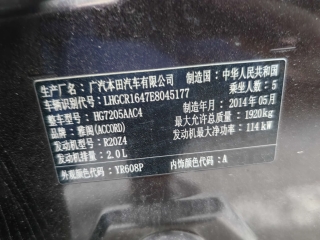 生产厂名：广汽本田汽车有限公司 制造国：中华人民共和国
车辆识别代号：LHGCR1647E8045177 乘坐人数：5
整车型号：HG7205AAC4 制造年月：2014年05月
品牌：雅阁(ACCORD) 最大允许总质量：1920kg
发动机型号：R20Z4 发动机最大净功率：114kW
发动机排量：2.0L
外观颜色代码：YR608P 内饰颜色代码：A